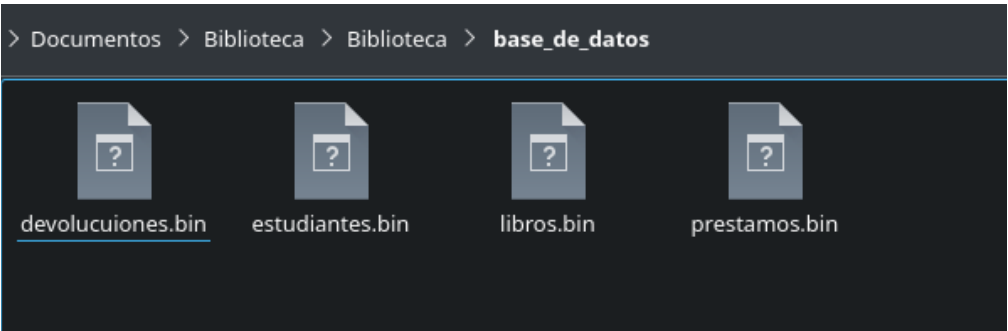 > Documentos > Biblioteca > Biblioteca > base_de_datos
devolucuiones.bin estudiantes.bin libros.bin prestamos.bin